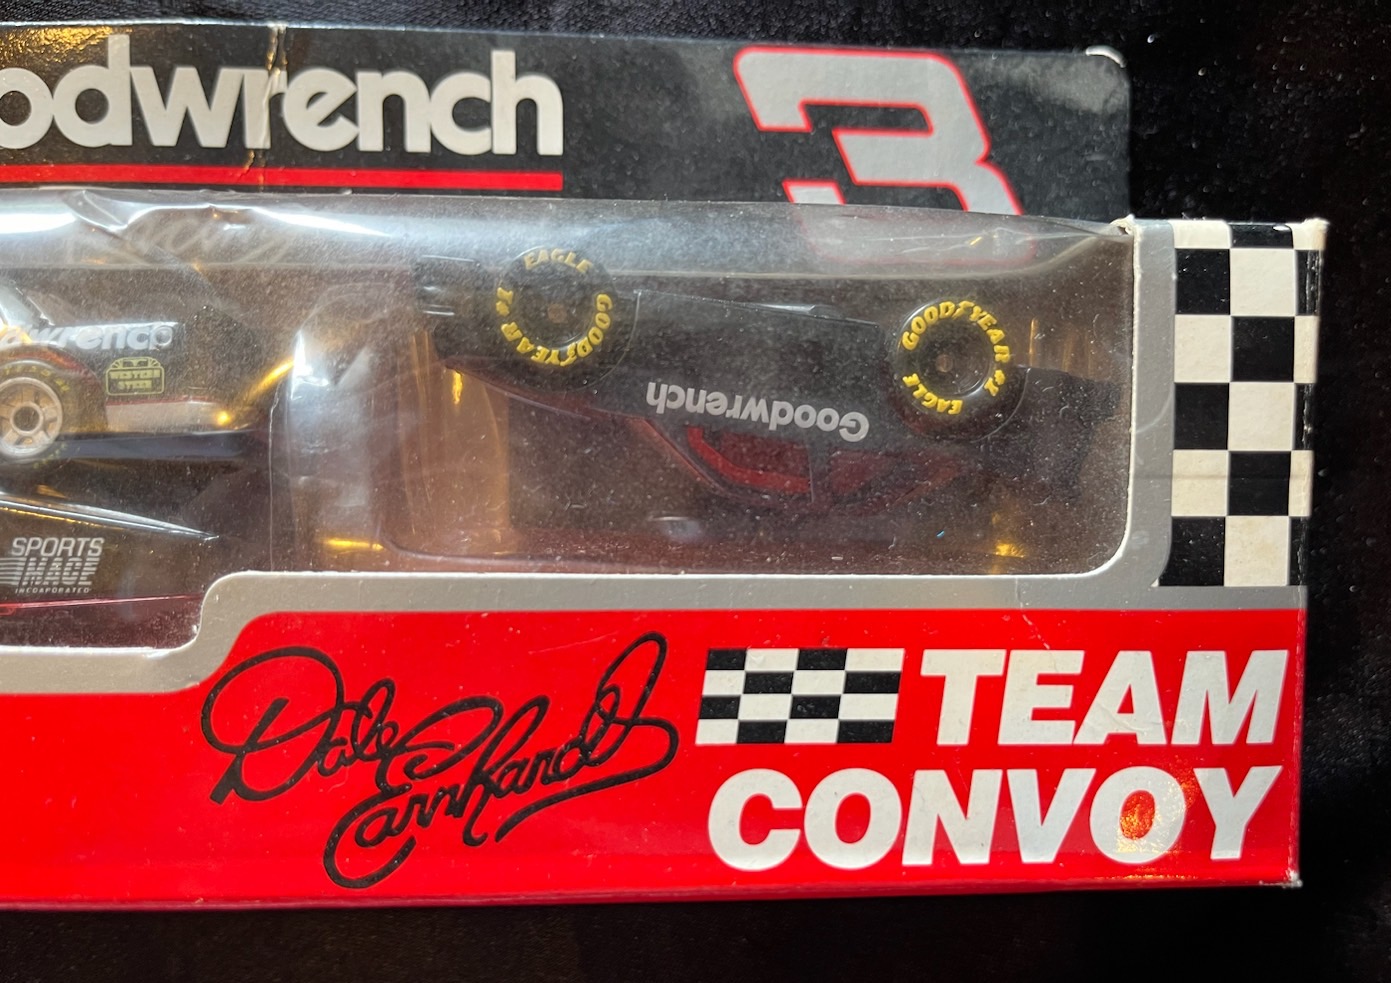 odwrench
3
Racing
EAGLE
GOODYEAR #1
GOODYEAR #1
EAGLE
wrench
WESTERN
STEER
Goodwrench
SPORTS
IMAGE
INCORPORATED
Dale
Earnhardt
TEAM
CONVOY